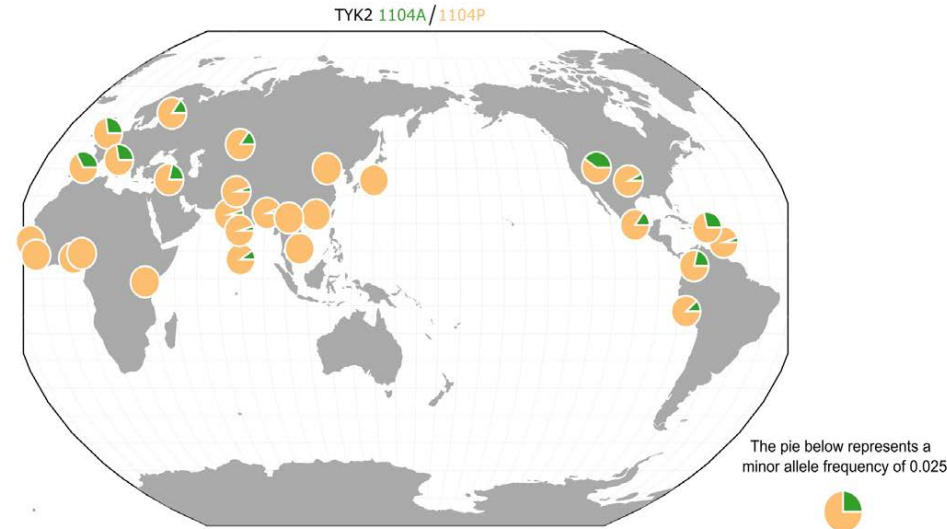 TYK2 1104A/1104P
The pie below represents a
minor allele frequency of 0.025